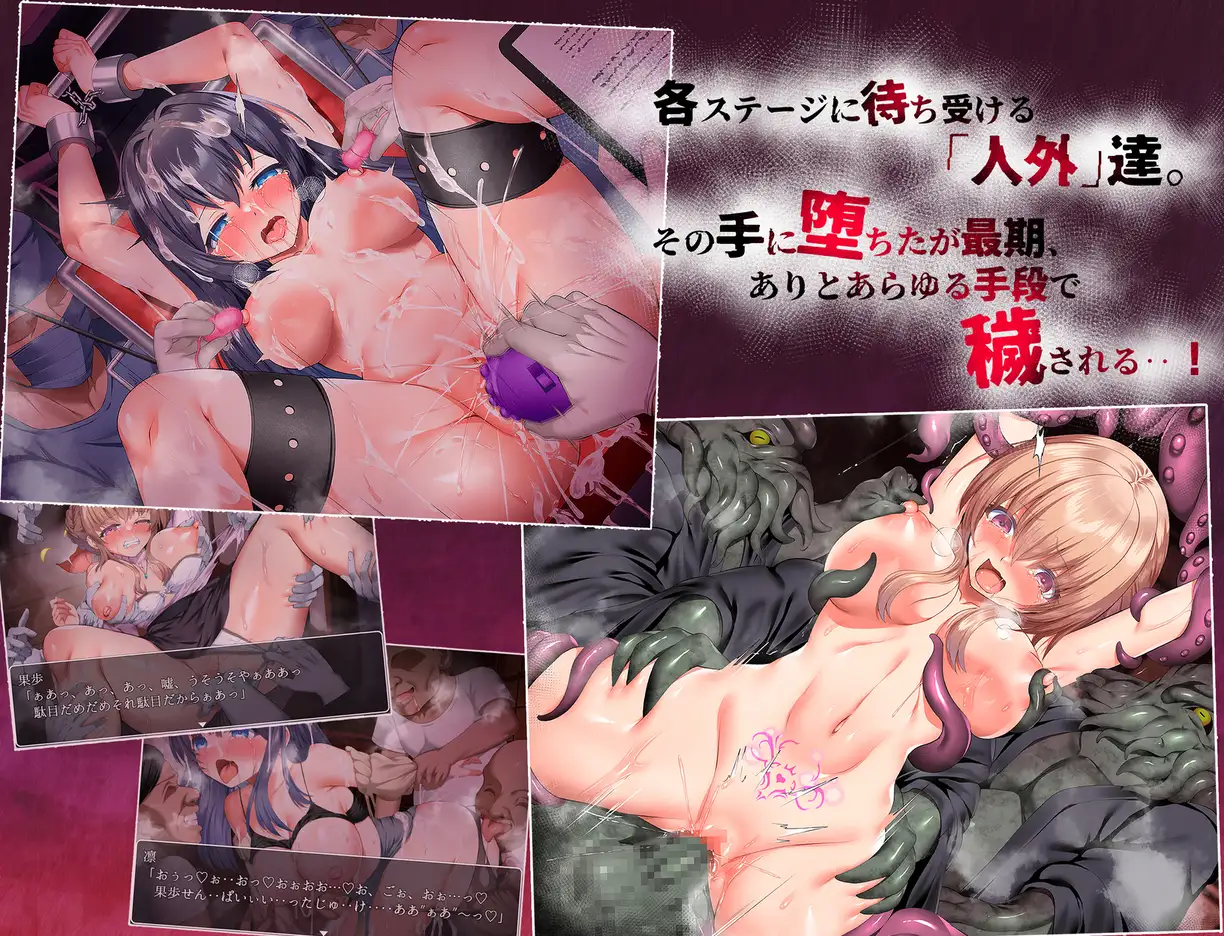 各ステージに待ち受ける
「人外」達。
その手に堕ちたが最期、
ありとあらゆる手段で
穢される‥！
果歩
「ぁあっ、あっ、あっ、嘘、うそうそやぁああっ
駄目だめだめそれ駄目だからぁあっ」
凛
「おぅっ♡ぉ‥おっ♡おぉおお…♡お、ごぉ、おぉ…っ♡
果歩せん‥ぱいぃぃ‥ったじゅ‥け‥‥ああ"ぁあ"～っ♡」